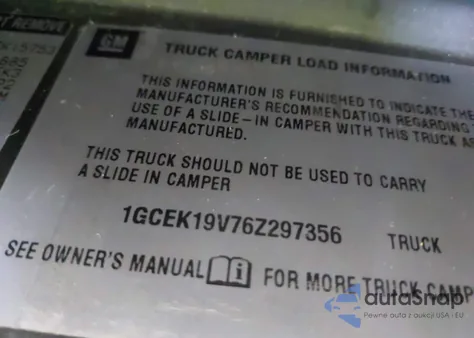 T REMOVE
GM
TRUCK CAMPER LOAD INFORMATION
THIS INFORMATION IS FURNISHED TO INDICATE THE
MANUFACTURER'S RECOMMENDATION REGARDING
USE OF A SLIDE-IN CAMPER WITH THIS TRUCK AS
MANUFACTURED.
THIS TRUCK SHOULD NOT BE USED TO CARRY
A SLIDE IN CAMPER
1GCEK19V76Z297356 TRUCK
SEE OWNER'S MANUAL FOR MORE TRUCK CAMP
autaSnap
Pewne auta z aukcji USA i EU